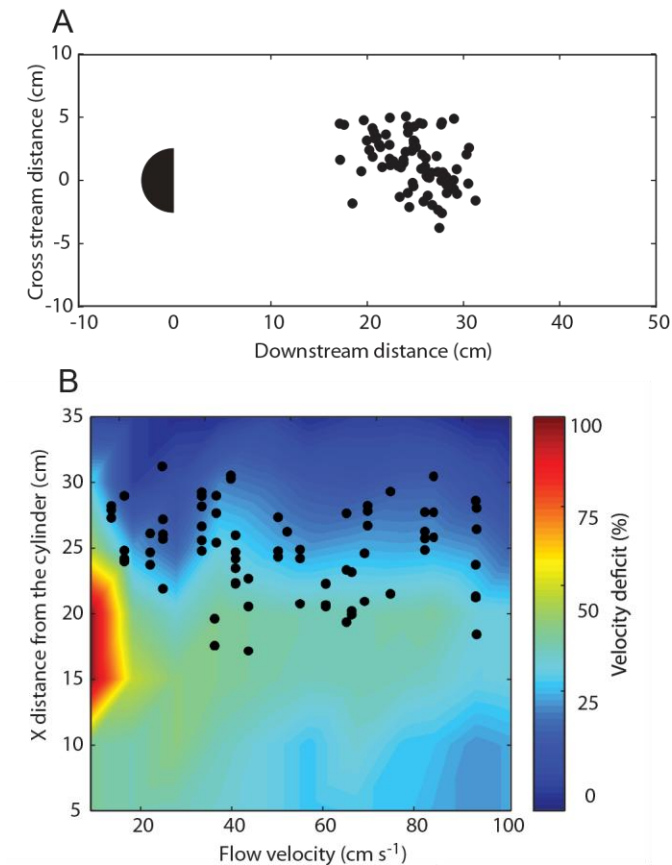 A
10
5
0
-5
-10
Cross stream distance (cm)
-10 0 10 20 30 40 50
Downstream distance (cm)
B
35
30
25
20
15
10
5
X distance from the cylinder (cm)
20 40 60 80 100
Flow velocity (cm s⁻¹)
100
75
50
25
0
Velocity deficit (%)